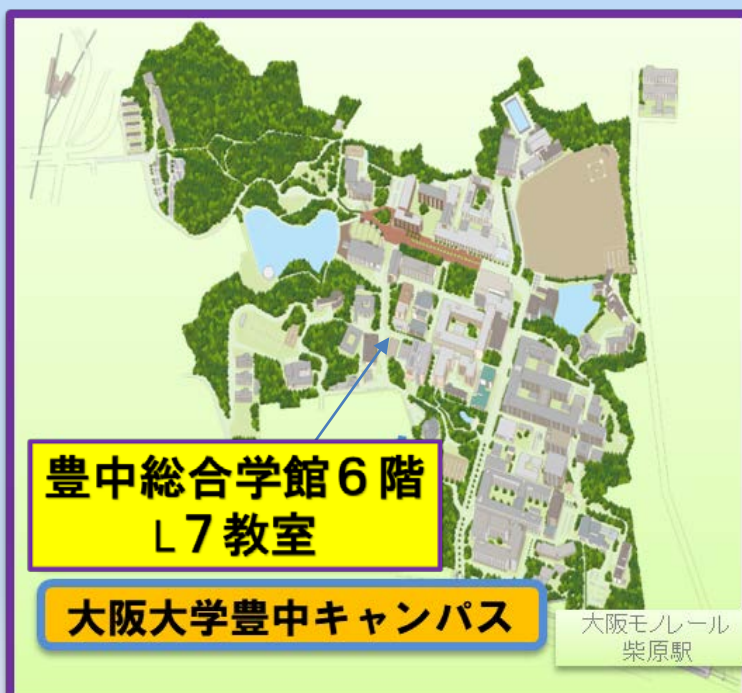 豊中総合学館６階
L７教室
大阪大学豊中キャンパス
大阪モノレール
柴原駅